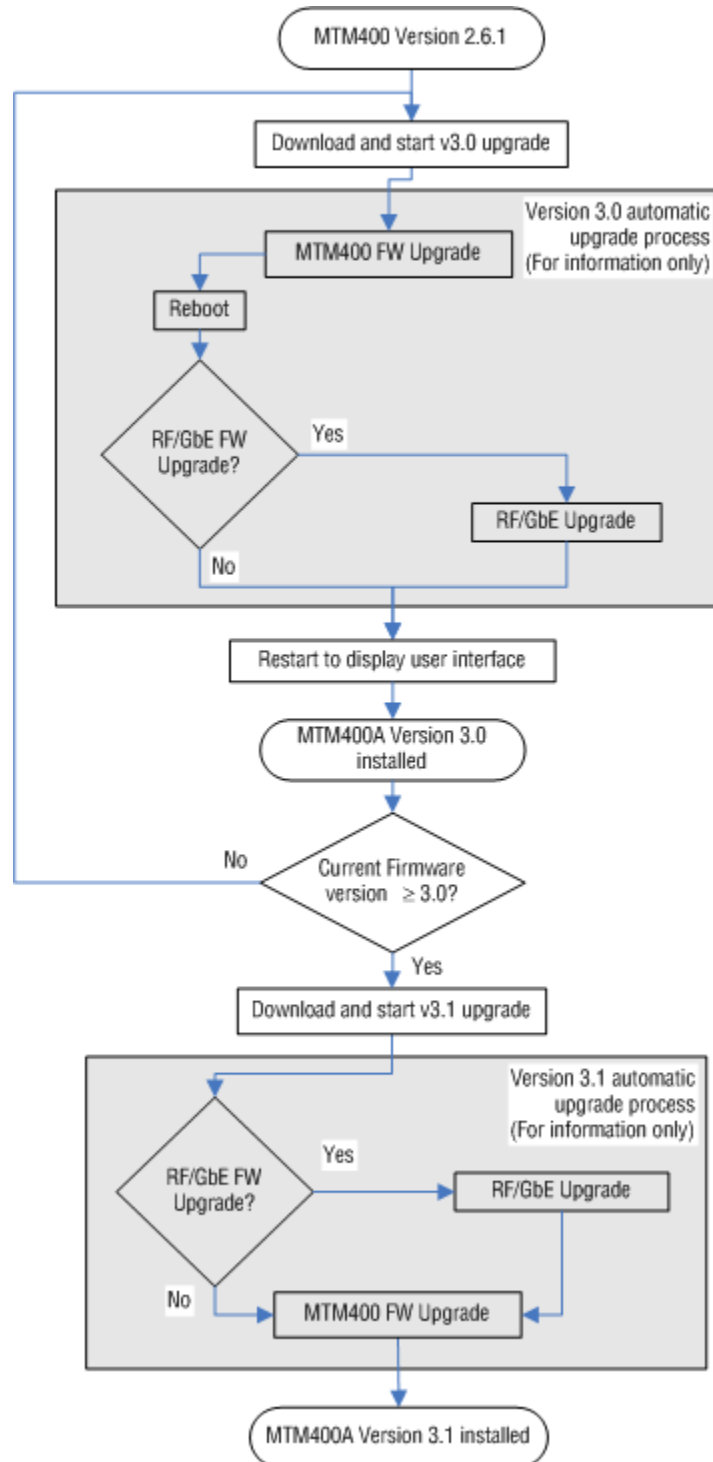 MTM400 Version 2.6.1
Download and start v3.0 upgrade
Version 3.0 automatic
upgrade process
(For information only)
MTM400 FW Upgrade
Reboot
RF/GbE FW
Upgrade?
Yes
RF/GbE Upgrade
No
Restart to display user interface
MTM400A Version 3.0
installed
No
Current Firmware
version ≥ 3.0?
Yes
Download and start v3.1 upgrade
Version 3.1 automatic
upgrade process
(For information only)
RF/GbE FW
Upgrade?
Yes
RF/GbE Upgrade
No
MTM400 FW Upgrade
MTM400A Version 3.1 installed